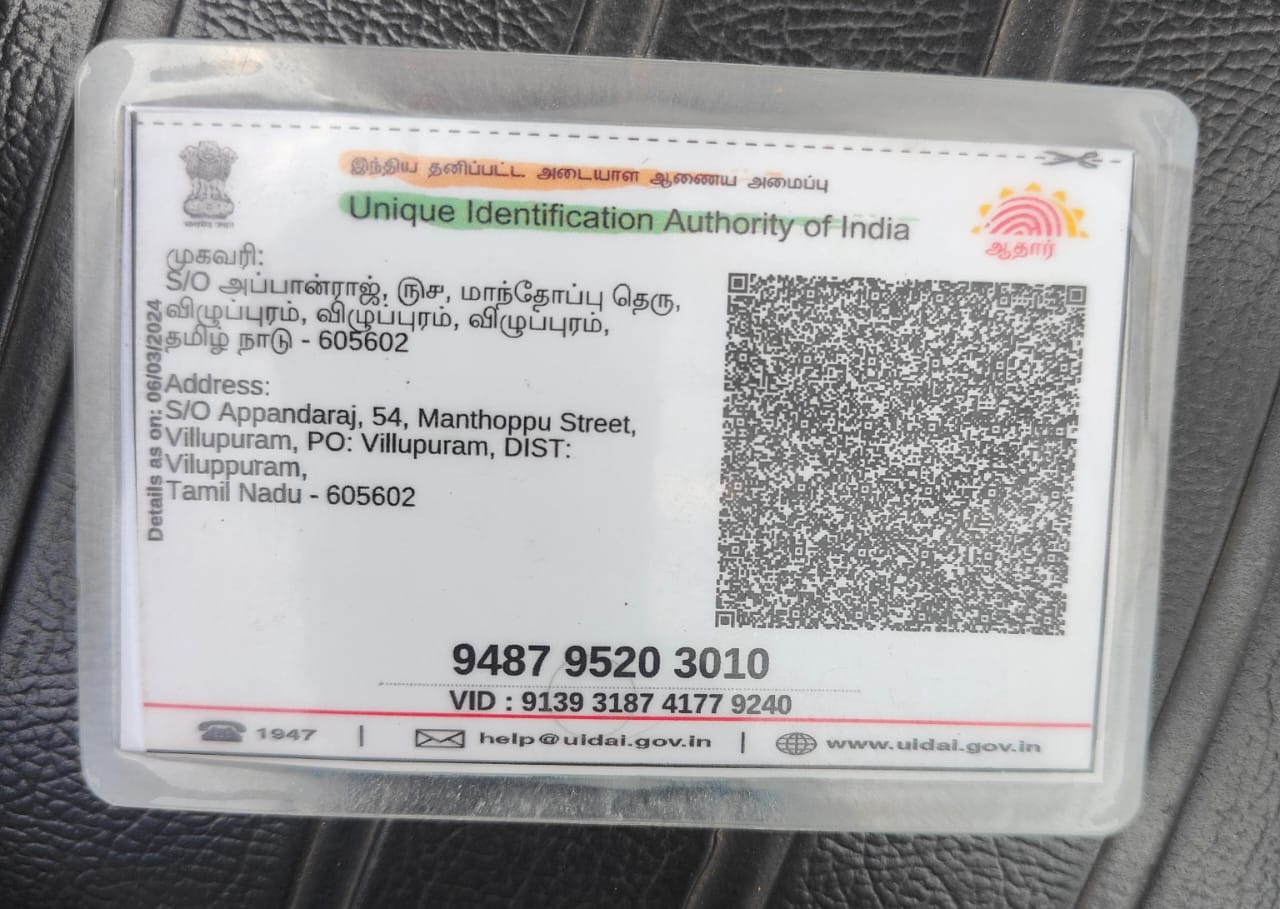 இந்திய தனிப்பட்ட அடையாள ஆணைய அமைப்பு
Unique Identification Authority of India
ஆதார்
முகவரி:
S/O அப்பான்ராஜ், ௫௪, மாந்தோப்பு தெரு,
விழுப்புரம், விழுப்புரம், விழுப்புரம்,
தமிழ் நாடு - 605602
Address:
S/O Appandaraj, 54, Manthoppu Street,
Villupuram, PO: Villupuram, DIST:
Viluppuram,
Tamil Nadu - 605602
Details as on: 06/03/2024
9487 9520 3010
VID : 9139 3187 4177 9240
1947 | help@uidai.gov.in | www.uidai.gov.in